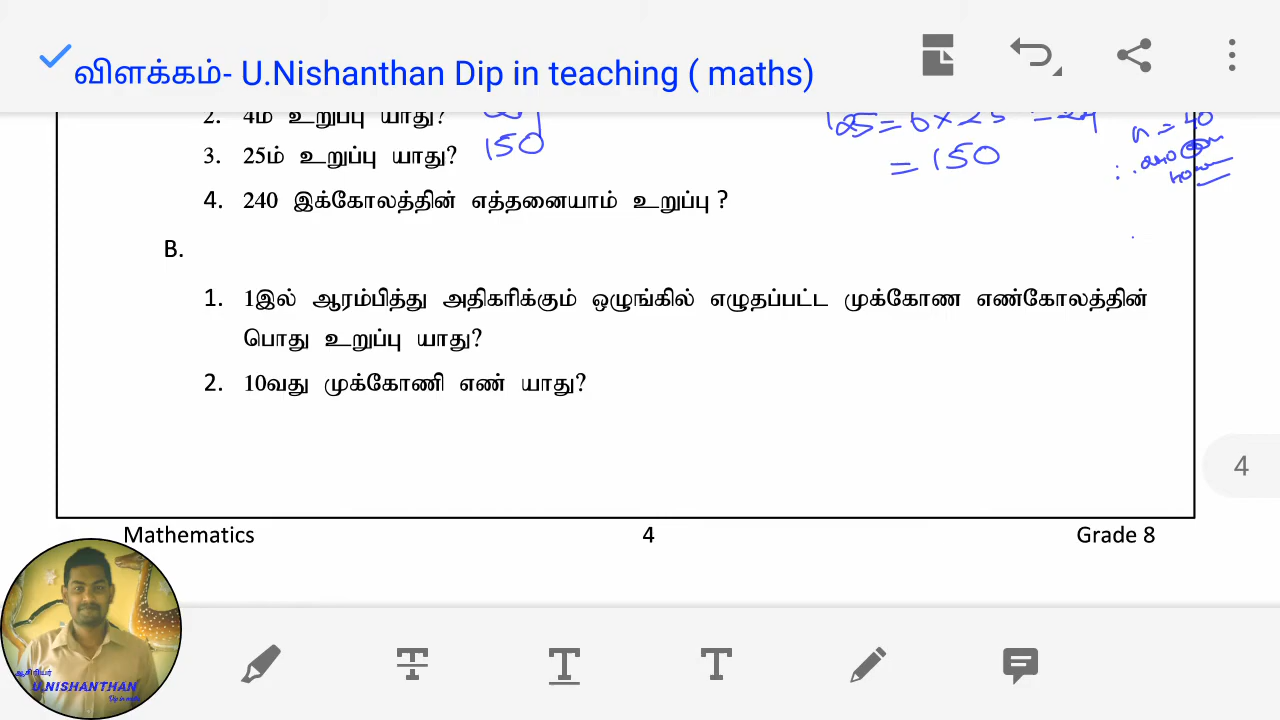 விளக்கம்- U.Nishanthan Dip in teaching ( maths)
2. 4ம் உறுப்பு யாது?
3. 25ம் உறுப்பு யாது? 150
= 150
n = 40
4. 240 இக்கோலத்தின் எத்தனையாம் உறுப்பு ?
B.
1. 1இல் ஆரம்பித்து அதிகரிக்கும் ஒழுங்கில் எழுதப்பட்ட முக்கோண எண்கோலத்தின்
பொது உறுப்பு யாது?
2. 10வது முக்கோணி எண் யாது?
4
Mathematics 4 Grade 8
ஆசிரியர்
U.NISHANTHAN